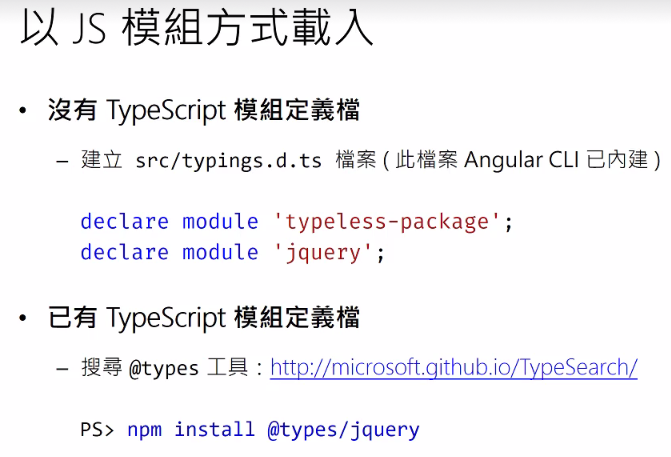 以 JS 模組方式載入
• 沒有 TypeScript 模組定義檔
– 建立 src/typings.d.ts 檔案 ( 此檔案 Angular CLI 已內建 )
declare module 'typeless-package';
declare module 'jquery';
• 已有 TypeScript 模組定義檔
– 搜尋 @types 工具：http://microsoft.github.io/TypeSearch/
PS> npm install @types/jquery